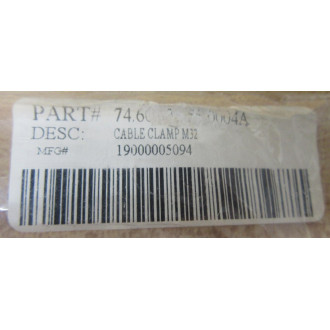 PART#
DESC: CABLE CLAMP M32
MFG# 19000005094